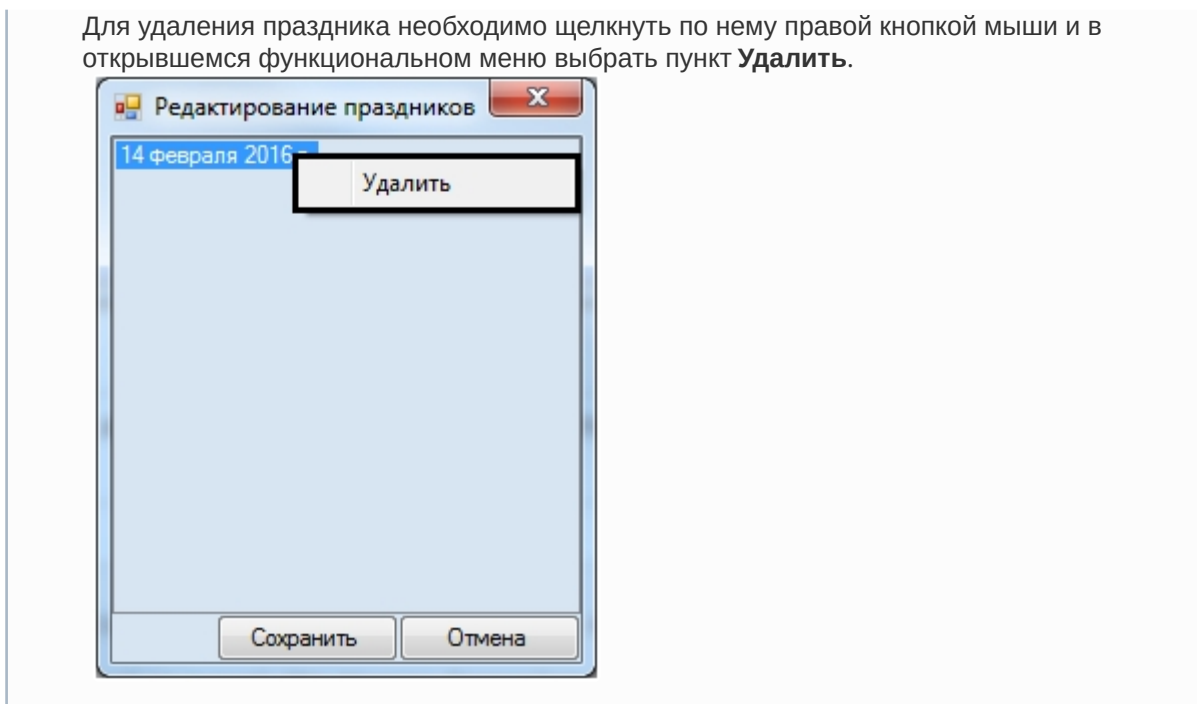 Для удаления праздника необходимо щелкнуть по нему правой кнопкой мыши и в
открывшемся функциональном меню выбрать пункт Удалить.
Редактирование праздников
14 февраля 2016
Удалить
Сохранить
Отмена